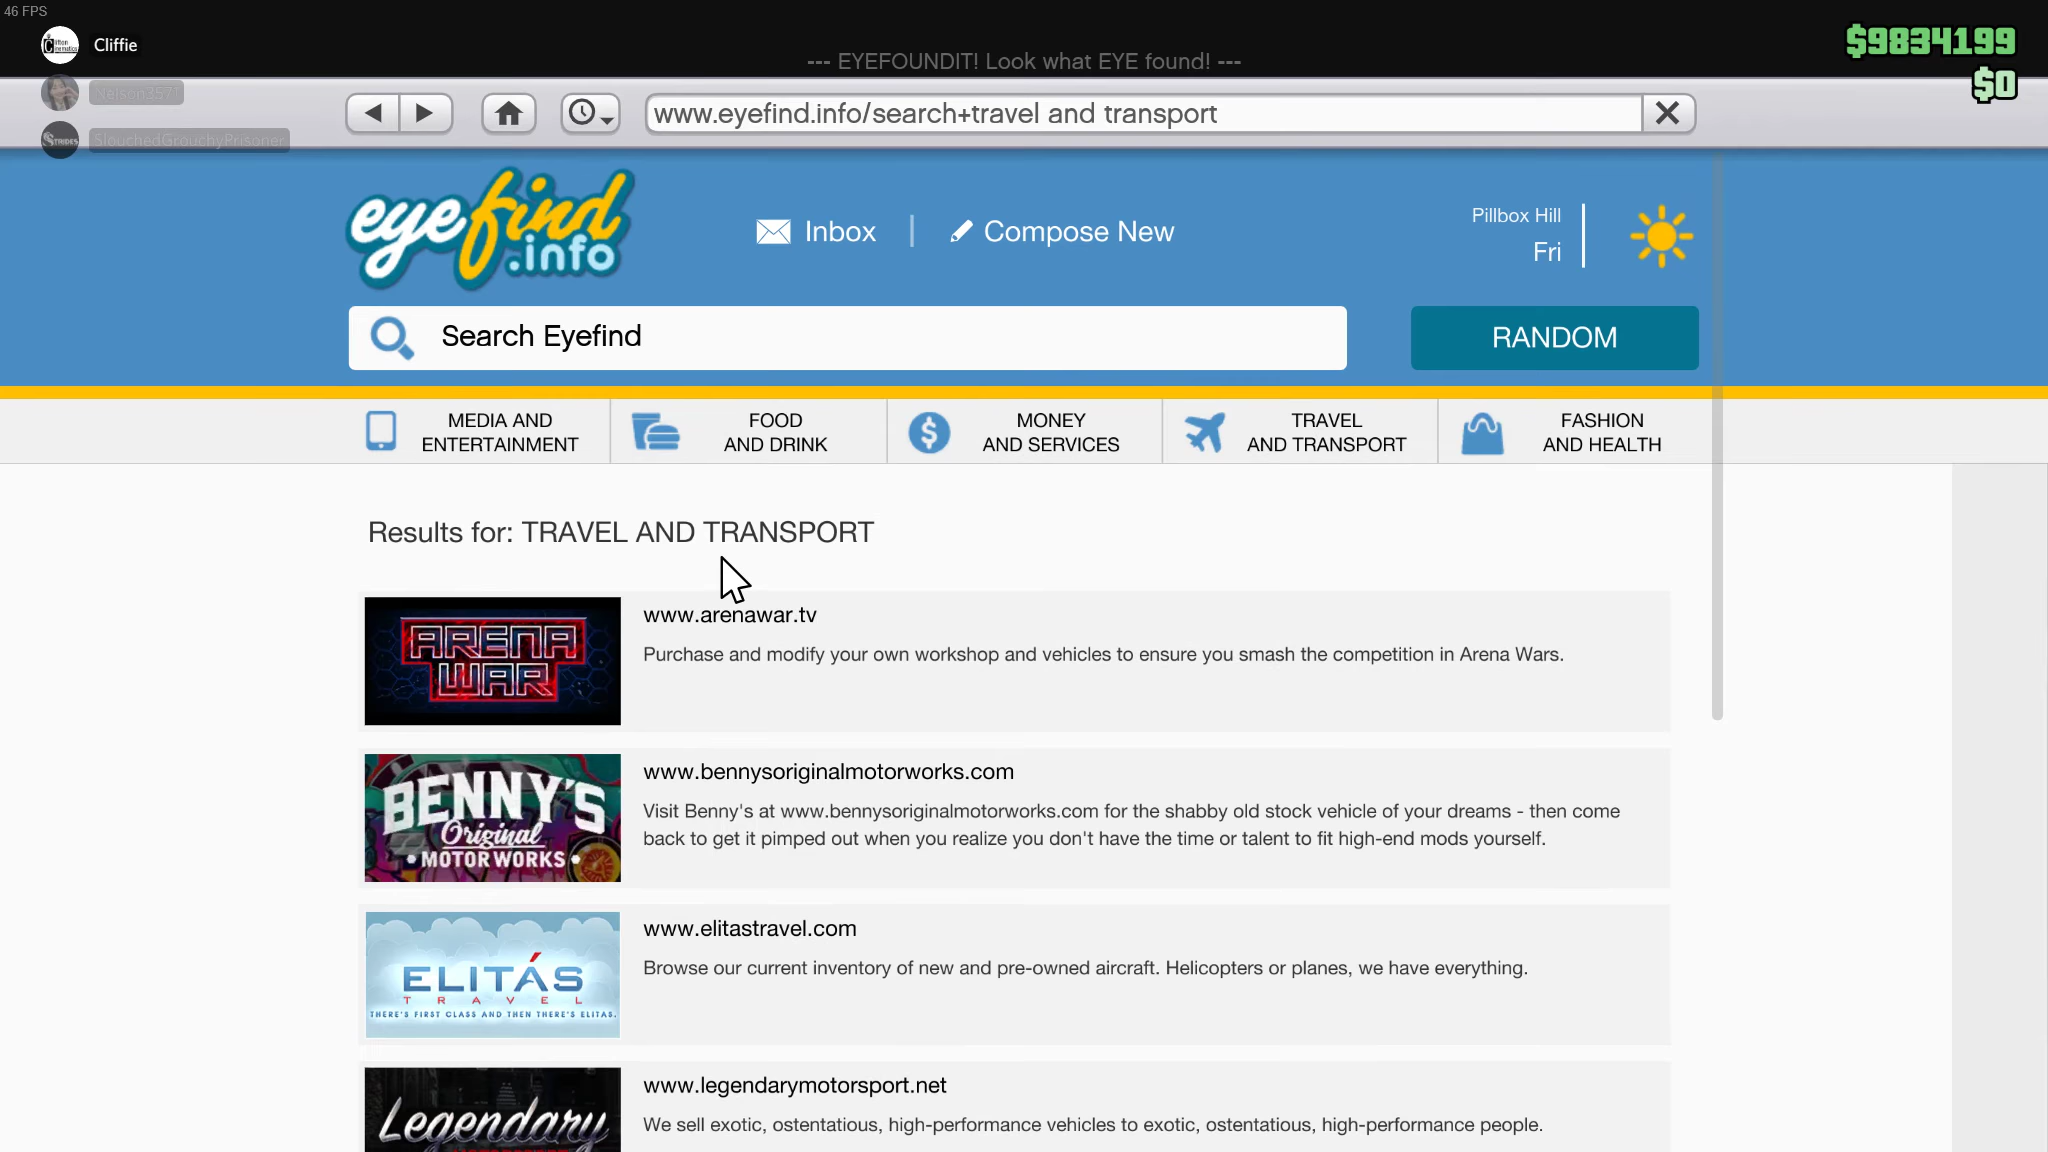 46 FPS
Cliffie
$9834199
--- EYEFOUNDIT! Look what EYE found! ---
$0
Nelson3571
www.eyefind.info/search+travel and transport
SlouchedGrouchyPrisoner
eyefind
.info
Inbox
Compose New
Pillbox Hill
Fri
Search Eyefind
RANDOM
MEDIA AND
ENTERTAINMENT
FOOD
AND DRINK
MONEY
AND SERVICES
TRAVEL
AND TRANSPORT
FASHION
AND HEALTH
Results for: TRAVEL AND TRANSPORT
ARENA
WAR
www.arenawar.tv
Purchase and modify your own workshop and vehicles to ensure you smash the competition in Arena Wars.
BENNY'S
Original
MOTOR WORKS
www.bennysoriginalmotorworks.com
Visit Benny's at www.bennysoriginalmotorworks.com for the shabby old stock vehicle of your dreams - then come
back to get it pimped out when you realize you don't have the time or talent to fit high-end mods yourself.
ELITÁS
TRAVEL
THERE'S FIRST CLASS AND THEN THERE'S ELITAS.
www.elitastravel.com
Browse our current inventory of new and pre-owned aircraft. Helicopters or planes, we have everything.
Legendary
www.legendarymotorsport.net
We sell exotic, ostentatious, high-performance vehicles to exotic, ostentatious, high-performance people.